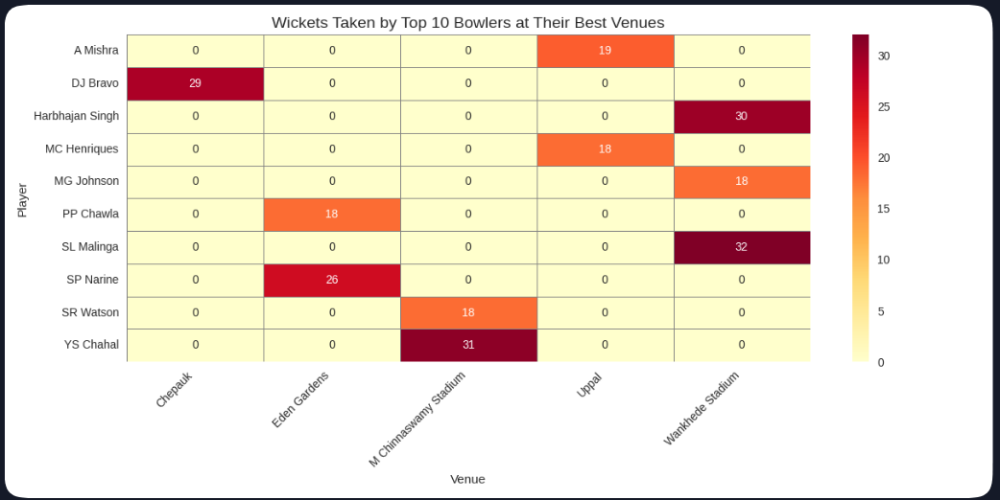 Wickets Taken by Top 10 Bowlers at Their Best Venues
Player
A Mishra 0 0 0 19 0
DJ Bravo 29 0 0 0 0
Harbhajan Singh 0 0 0 0 30
MC Henriques 0 0 0 18 0
MG Johnson 0 0 0 0 18
PP Chawla 0 18 0 0 0
SL Malinga 0 0 0 0 32
SP Narine 0 26 0 0 0
SR Watson 0 0 18 0 0
YS Chahal 0 0 31 0 0
Chepauk
Eden Gardens
M Chinnaswamy Stadium
Uppal
Wankhede Stadium
Venue
30
25
20
15
10
5
0